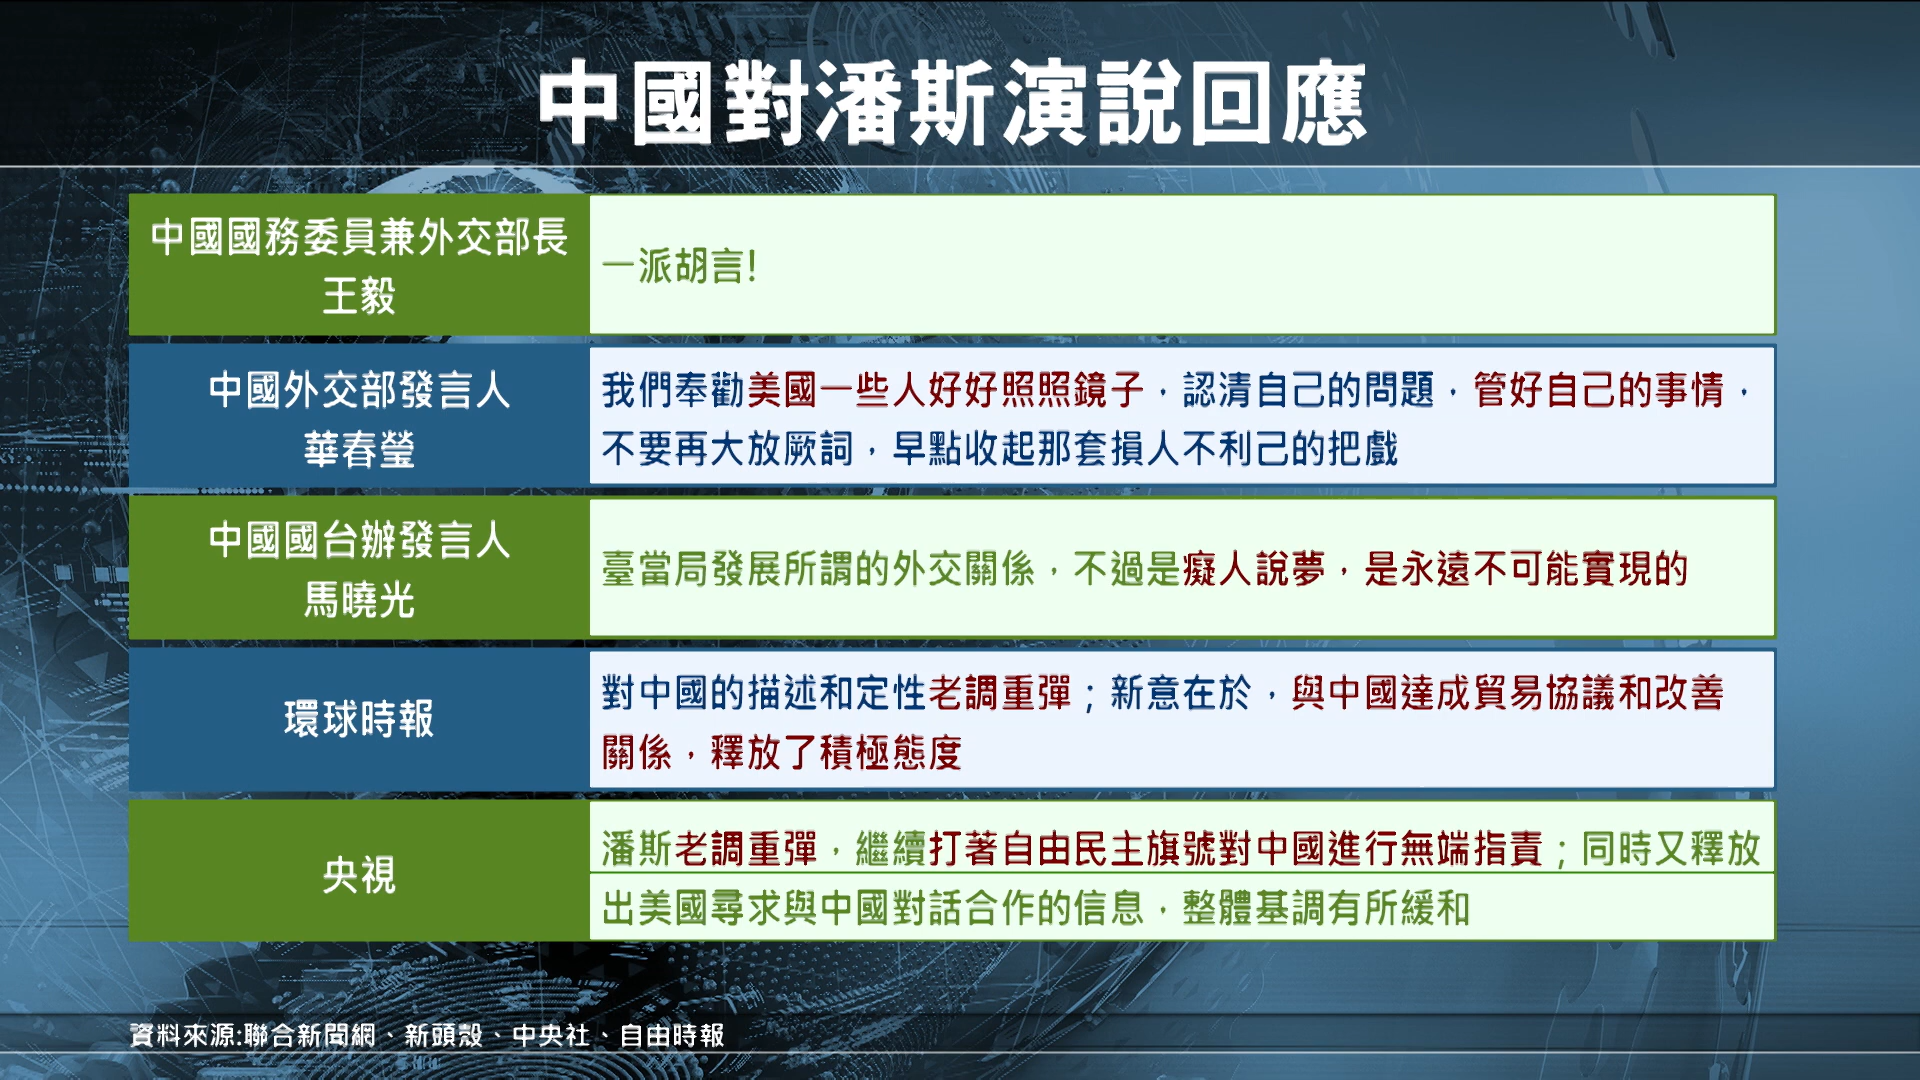 中國對潘斯演說回應
中國國務委員兼外交部長
王毅
一派胡言!
中國外交部發言人
華春瑩
我們奉勸美國一些人好好照照鏡子，認清自己的問題，管好自己的事情，
不要再大放厥詞，早點收起那套損人不利己的把戲
中國國台辦發言人
馬曉光
臺當局發展所謂的外交關係，不過是癡人說夢，是永遠不可能實現的
環球時報
對中國的描述和定性老調重彈；新意在於，與中國達成貿易協議和改善
關係，釋放了積極態度
央視
潘斯老調重彈，繼續打著自由民主旗號對中國進行無端指責；同時又釋放
出美國尋求與中國對話合作的信息，整體基調有所緩和
資料來源:聯合新聞網、新頭殼、中央社、自由時報